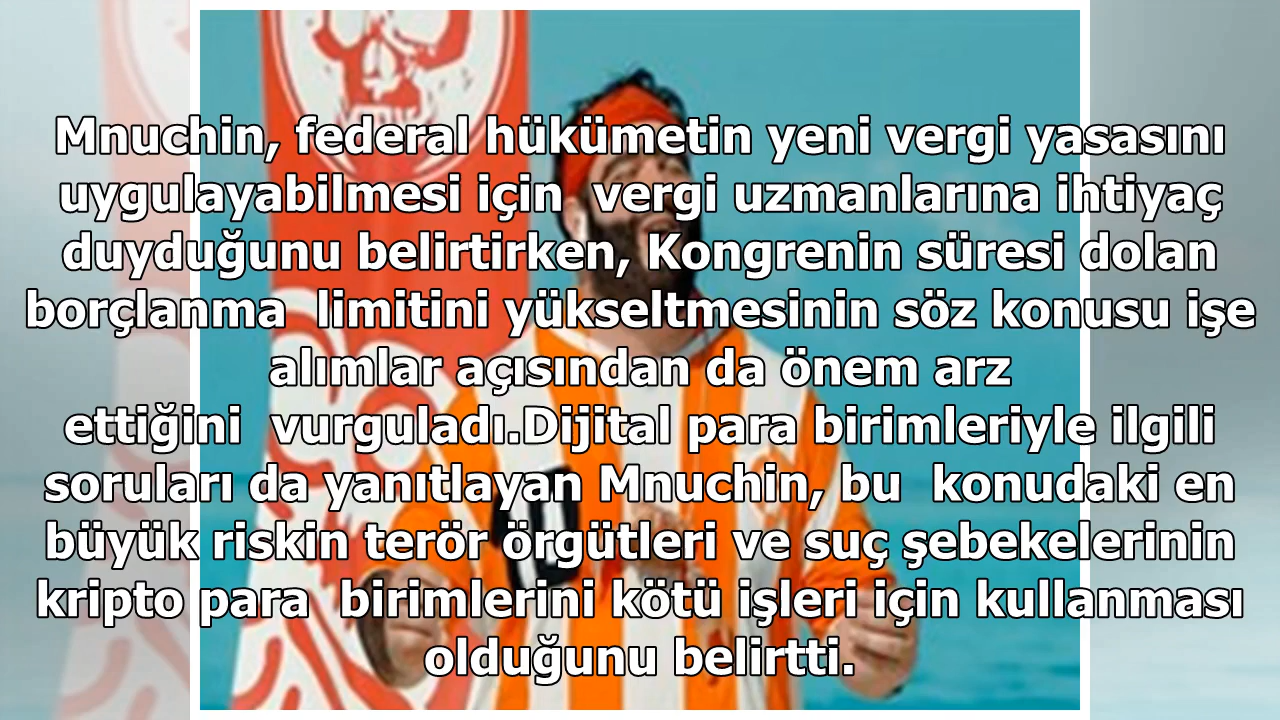 Mnuchin, federal hükümetin yeni vergi yasasını
uygulayabilmesi için  vergi uzmanlarına ihtiyaç
duyduğunu belirtirken, Kongrenin süresi dolan
borçlanma  limitini yükseltmesinin söz konusu işe
alımlar açısından da önem arz
ettiğini  vurguladı.Dijital para birimleriyle ilgili
soruları da yanıtlayan Mnuchin, bu  konudaki en
büyük riskin terör örgütleri ve suç şebekelerinin
kripto para  birimlerini kötü işleri için kullanması
olduğunu belirtti.